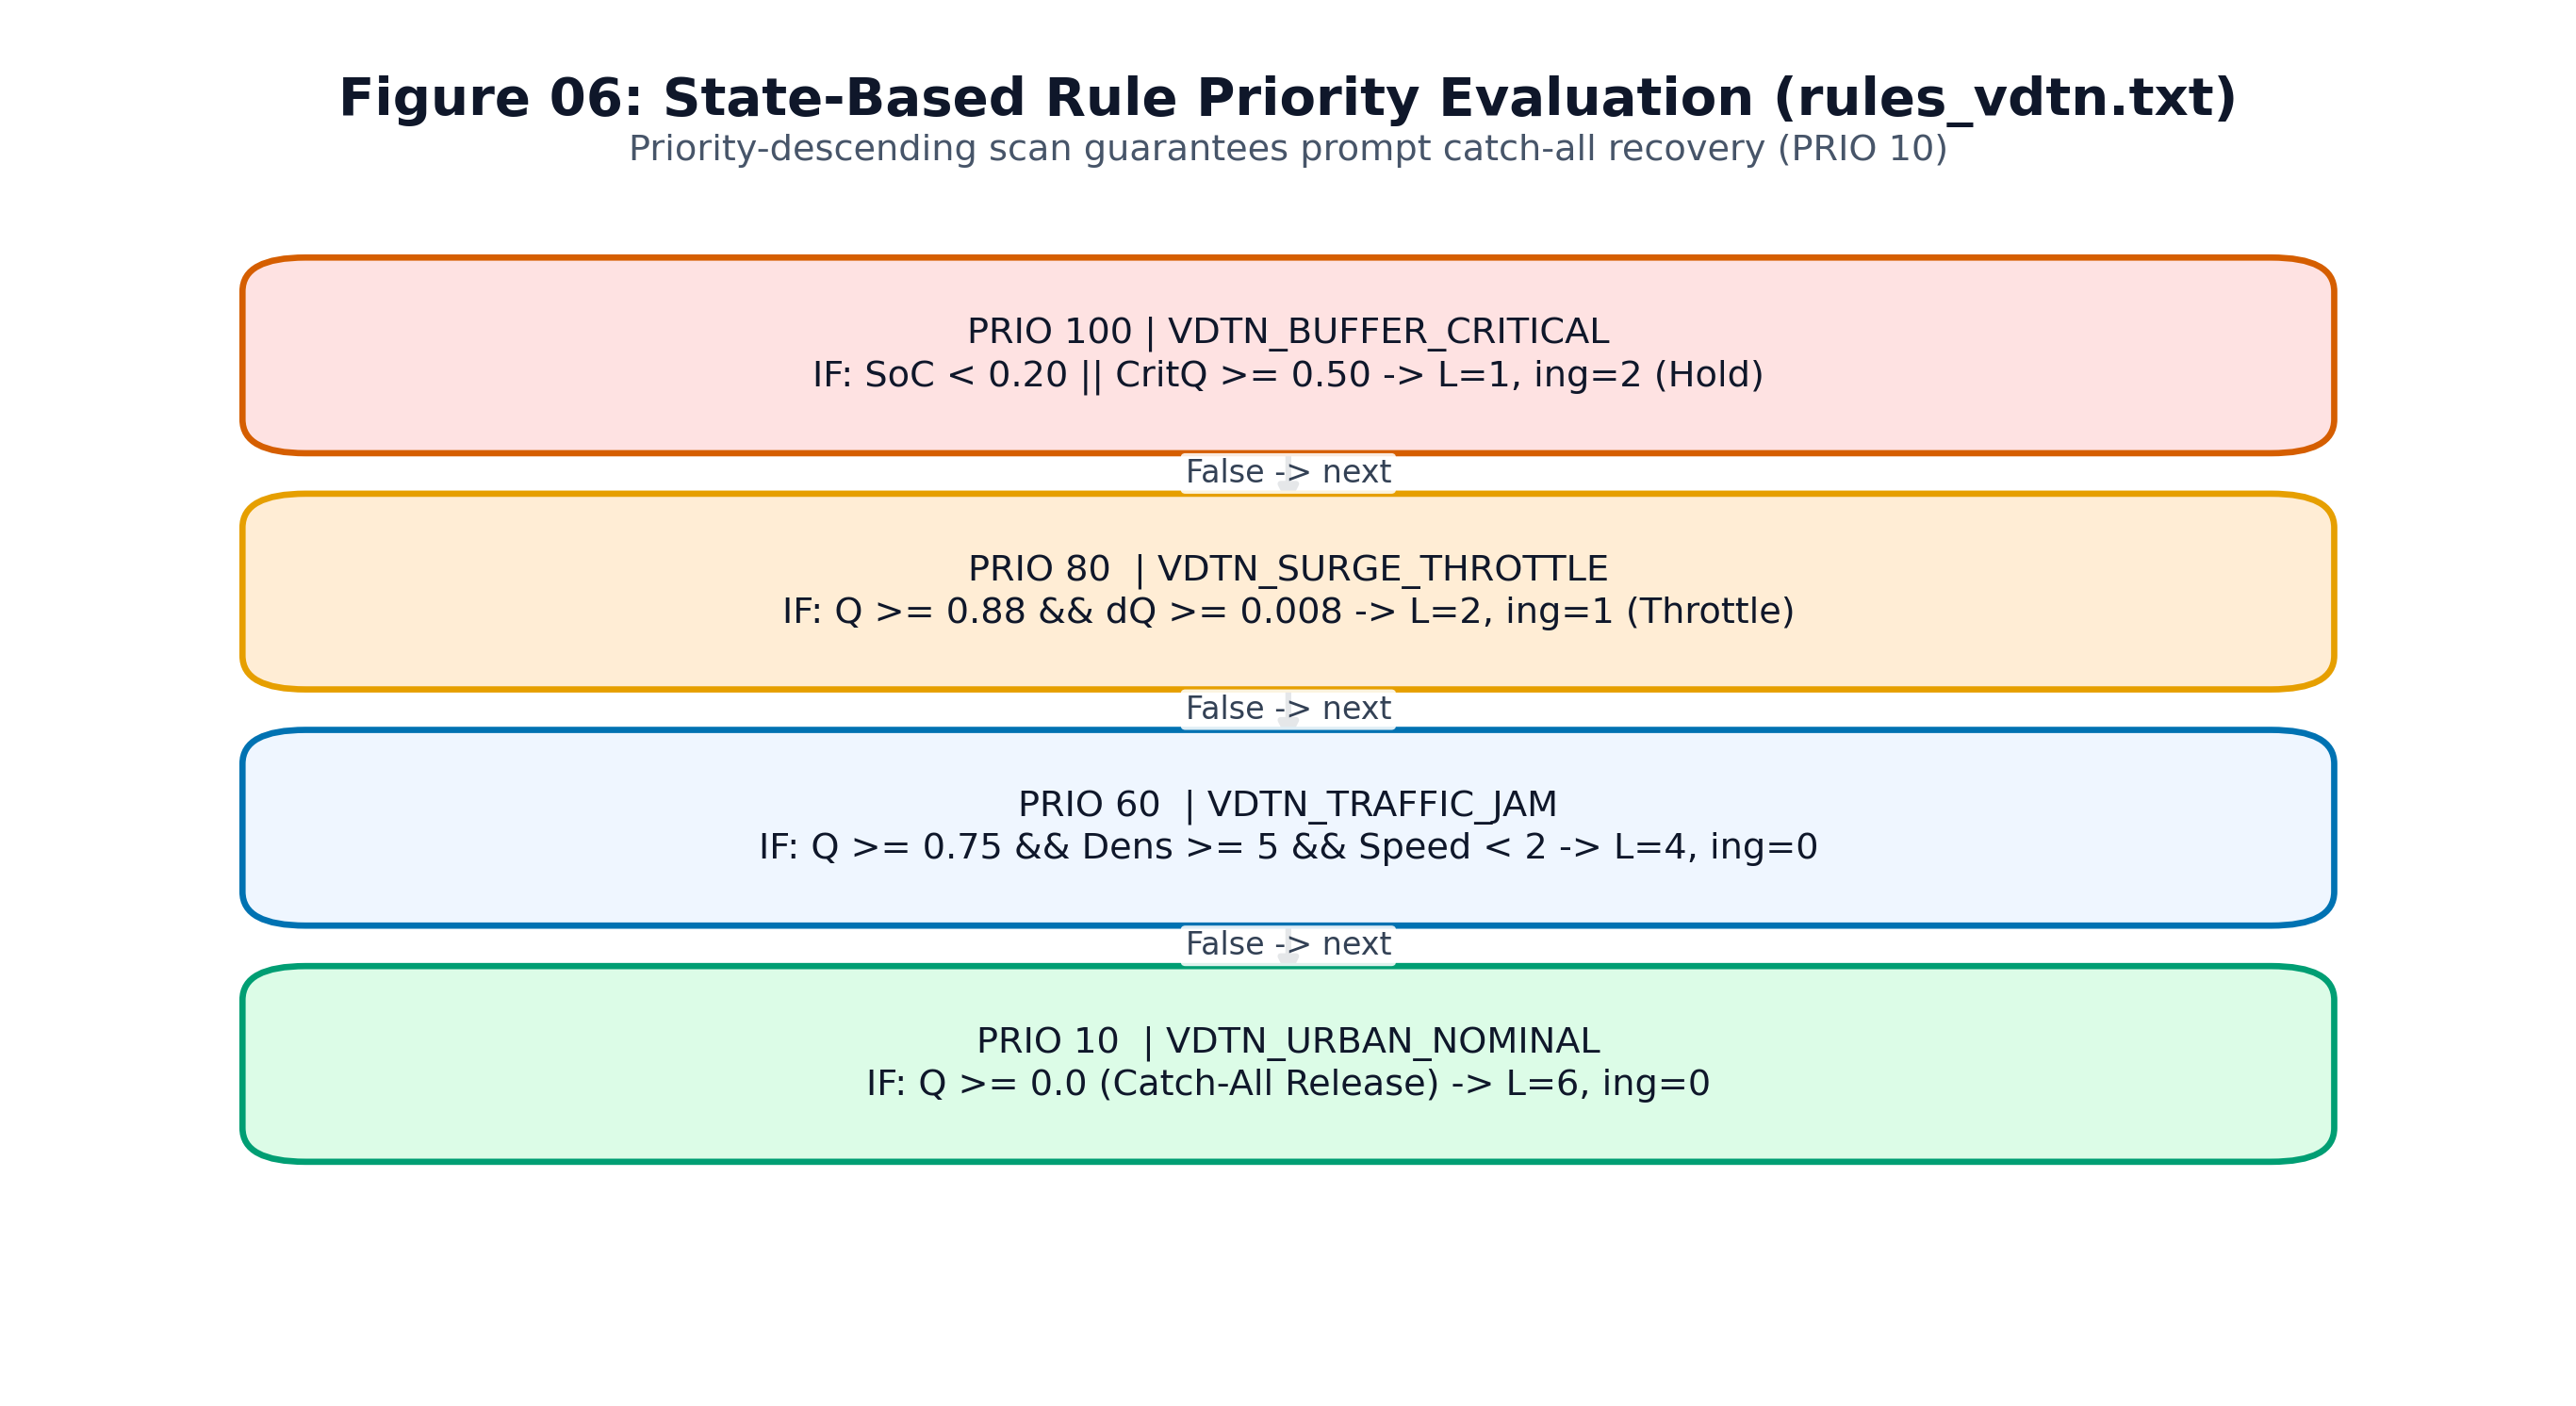 Figure 06: State-Based Rule Priority Evaluation (rules_vdtn.txt)
Priority-descending scan guarantees prompt catch-all recovery (PRIO 10)
PRIO 100 | VDTN_BUFFER_CRITICAL
IF: SoC < 0.20 || CritQ >= 0.50 -> L=1, ing=2 (Hold)
False -> next
PRIO 80  | VDTN_SURGE_THROTTLE
IF: Q >= 0.88 && dQ >= 0.008 -> L=2, ing=1 (Throttle)
False -> next
PRIO 60  | VDTN_TRAFFIC_JAM
IF: Q >= 0.75 && Dens >= 5 && Speed < 2 -> L=4, ing=0
False -> next
PRIO 10  | VDTN_URBAN_NOMINAL
IF: Q >= 0.0 (Catch-All Release) -> L=6, ing=0